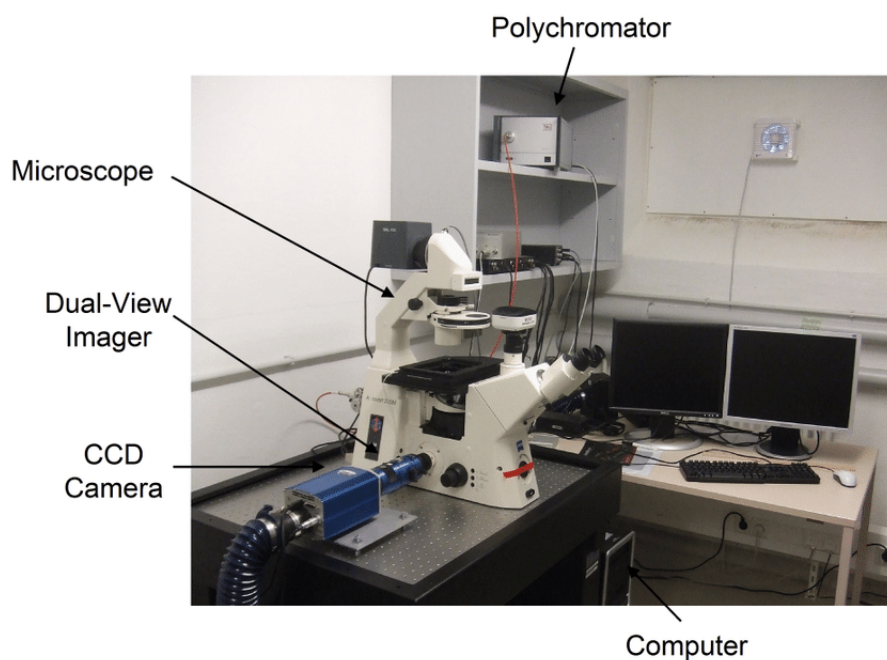 Polychromator
Microscope
Dual-View
Imager
CCD
Camera
Computer